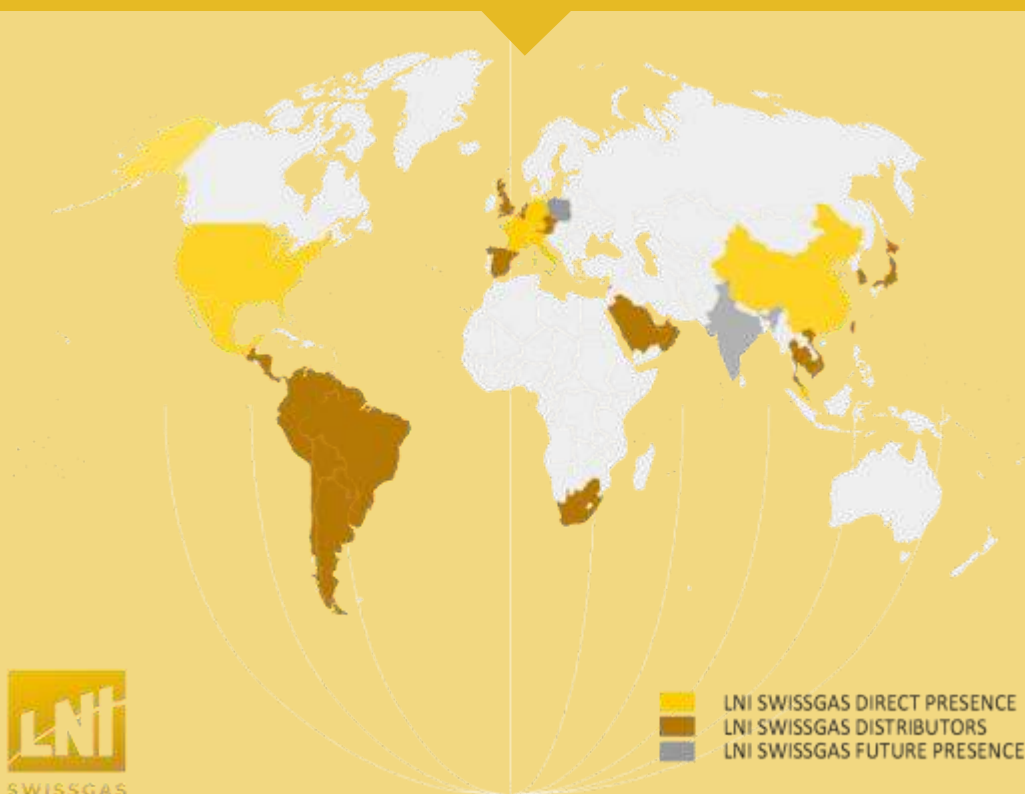 LNI SWISSGAS DIRECT PRESENCE
LNI SWISSGAS DISTRIBUTORS
LNI SWISSGAS FUTURE PRESENCE
LNI
SWISSGAS